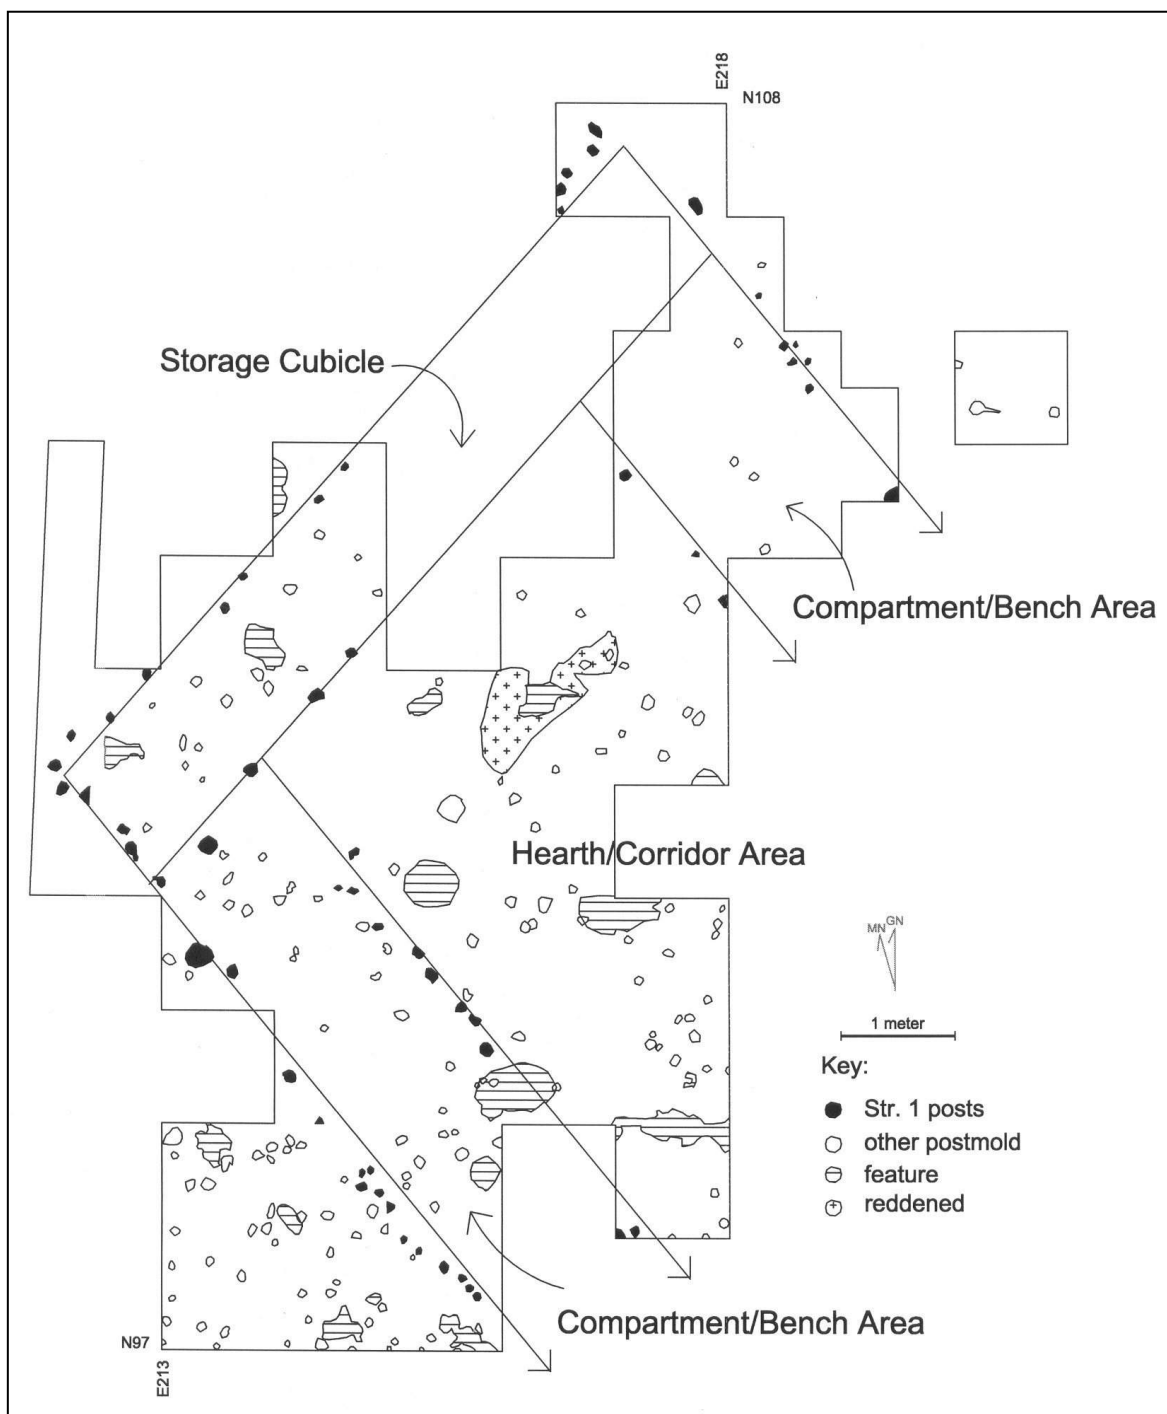 E218
N108
Storage Cubicle
Compartment/Bench Area
Hearth/Corridor Area
MN GN
1 meter
Key:
Str. 1 posts
other postmold
feature
reddened
Compartment/Bench Area
N97
E213